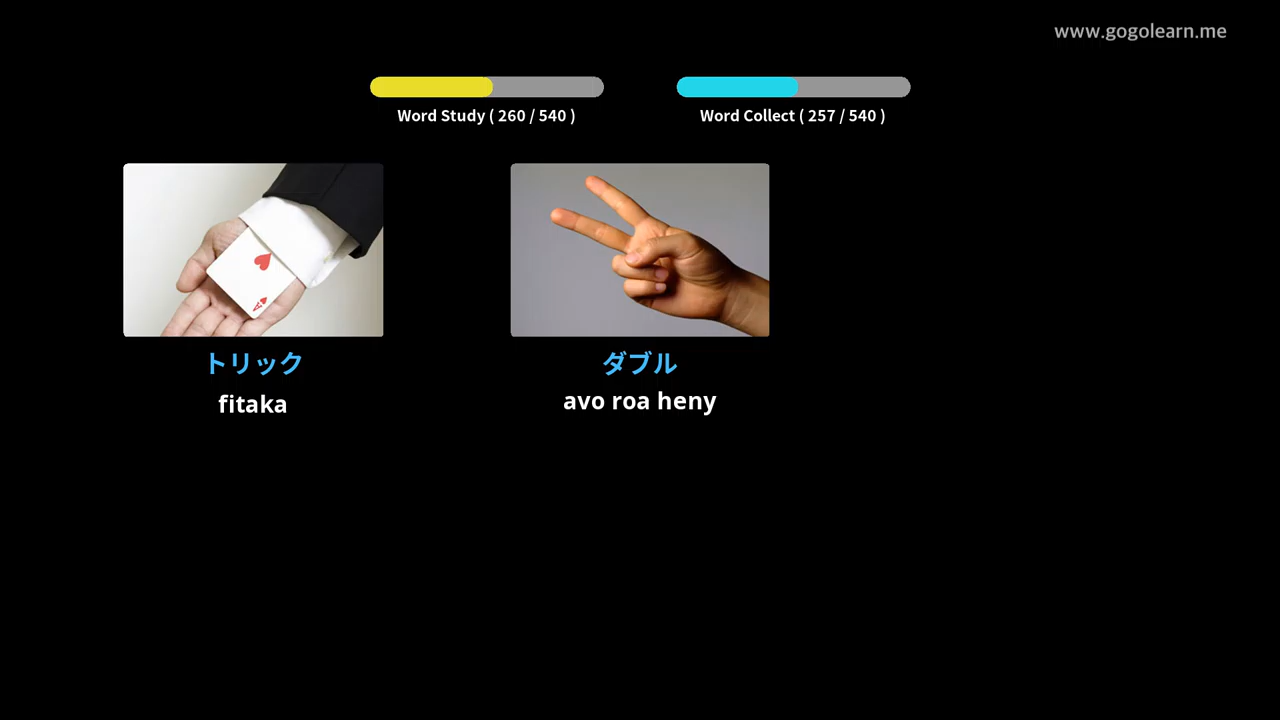 www.gogolearn.me
Word Study ( 260 / 540 )
Word Collect ( 257 / 540 )
A
トリック
fitaka
ダブル
avo roa heny